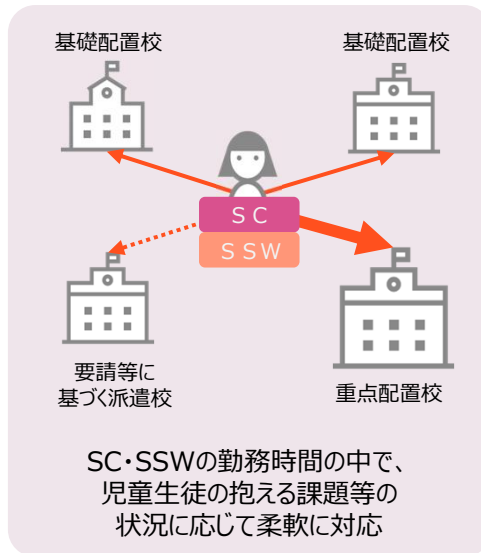 基礎配置校
基礎配置校
ＳＣ
ＳＳＷ
要請等に
基づく派遣校
重点配置校
SC・SSWの勤務時間の中で、
児童生徒の抱える課題等の
状況に応じて柔軟に対応